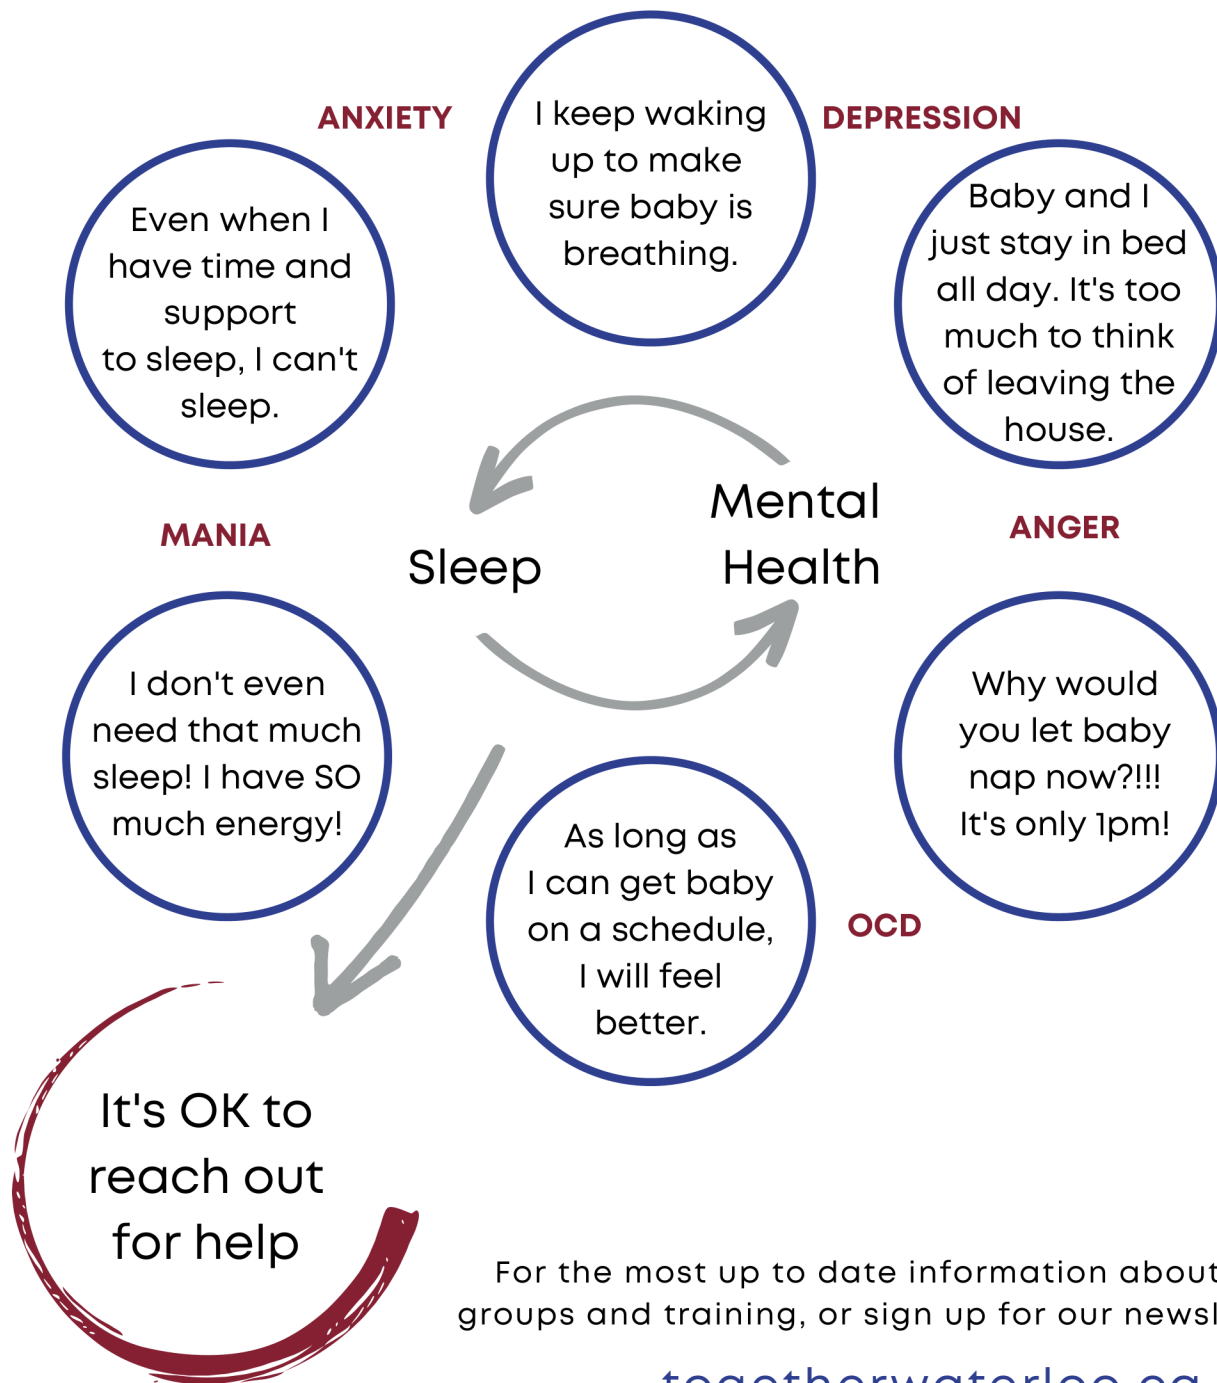 ANXIETY
I keep waking
up to make
sure baby is
breathing.
DEPRESSION
Even when I
have time and
support
to sleep, I can't
sleep.
Baby and I
just stay in bed
all day. It's too
much to think
of leaving the
house.
MANIA
Sleep
Mental
Health
ANGER
I don't even
need that much
sleep! I have SO
much energy!
Why would
you let baby
nap now?!!!
It's only 1pm!
As long as
I can get baby
on a schedule,
I will feel
better.
OCD
It's OK to
reach out
for help
For the most up to date information about
groups and training, or sign up for our newsl
togetherwaterloo.ca